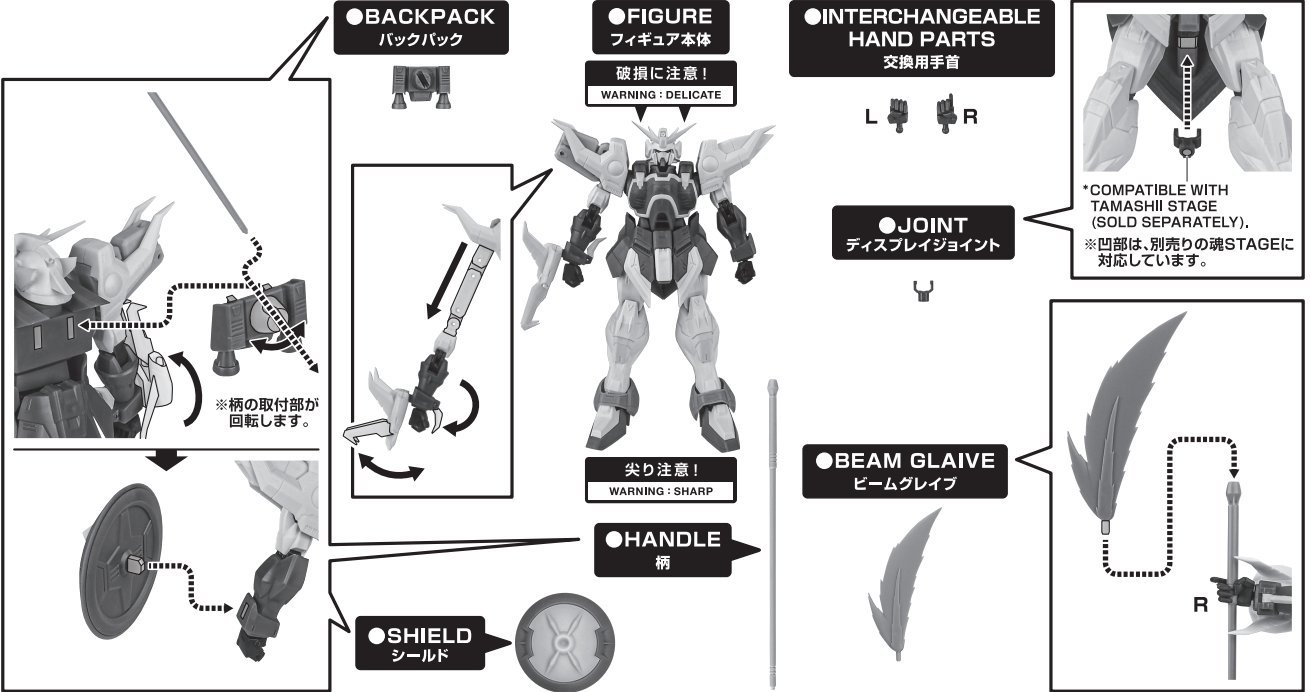 ●BACKPACK
バックパック
●FIGURE
フィギュア本体
破損に注意！
WARNING : DELICATE
●INTERCHANGEABLE
HAND PARTS
交換用手首
L
R
*COMPATIBLE WITH
TAMASHII STAGE
(SOLD SEPARATELY).
※凹部は、別売りの魂STAGEに
対応しています。
●JOINT
ディスプレイジョイント
※柄の取付部が
回転します。
尖り注意！
WARNING : SHARP
●BEAM GLAIVE
ビームグレイブ
●HANDLE
柄
R
●SHIELD
シールド